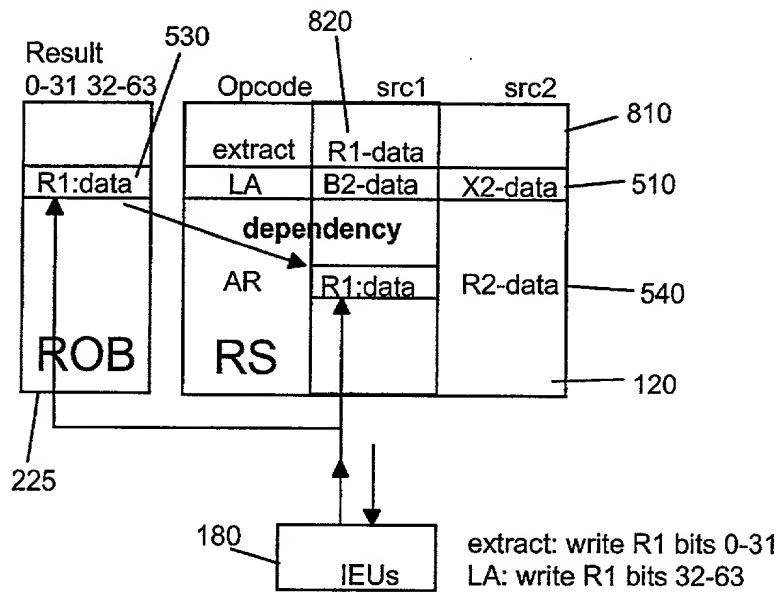 530
820
Result
0-31 32-63
Opcode
src1
src2
810
extract
R1-data
R1:data
LA
B2-data
X2-data
510
dependency
AR
R1:data
R2-data
540
ROB
RS
120
225
180
IEUs
extract: write R1 bits 0-31
LA: write R1 bits 32-63